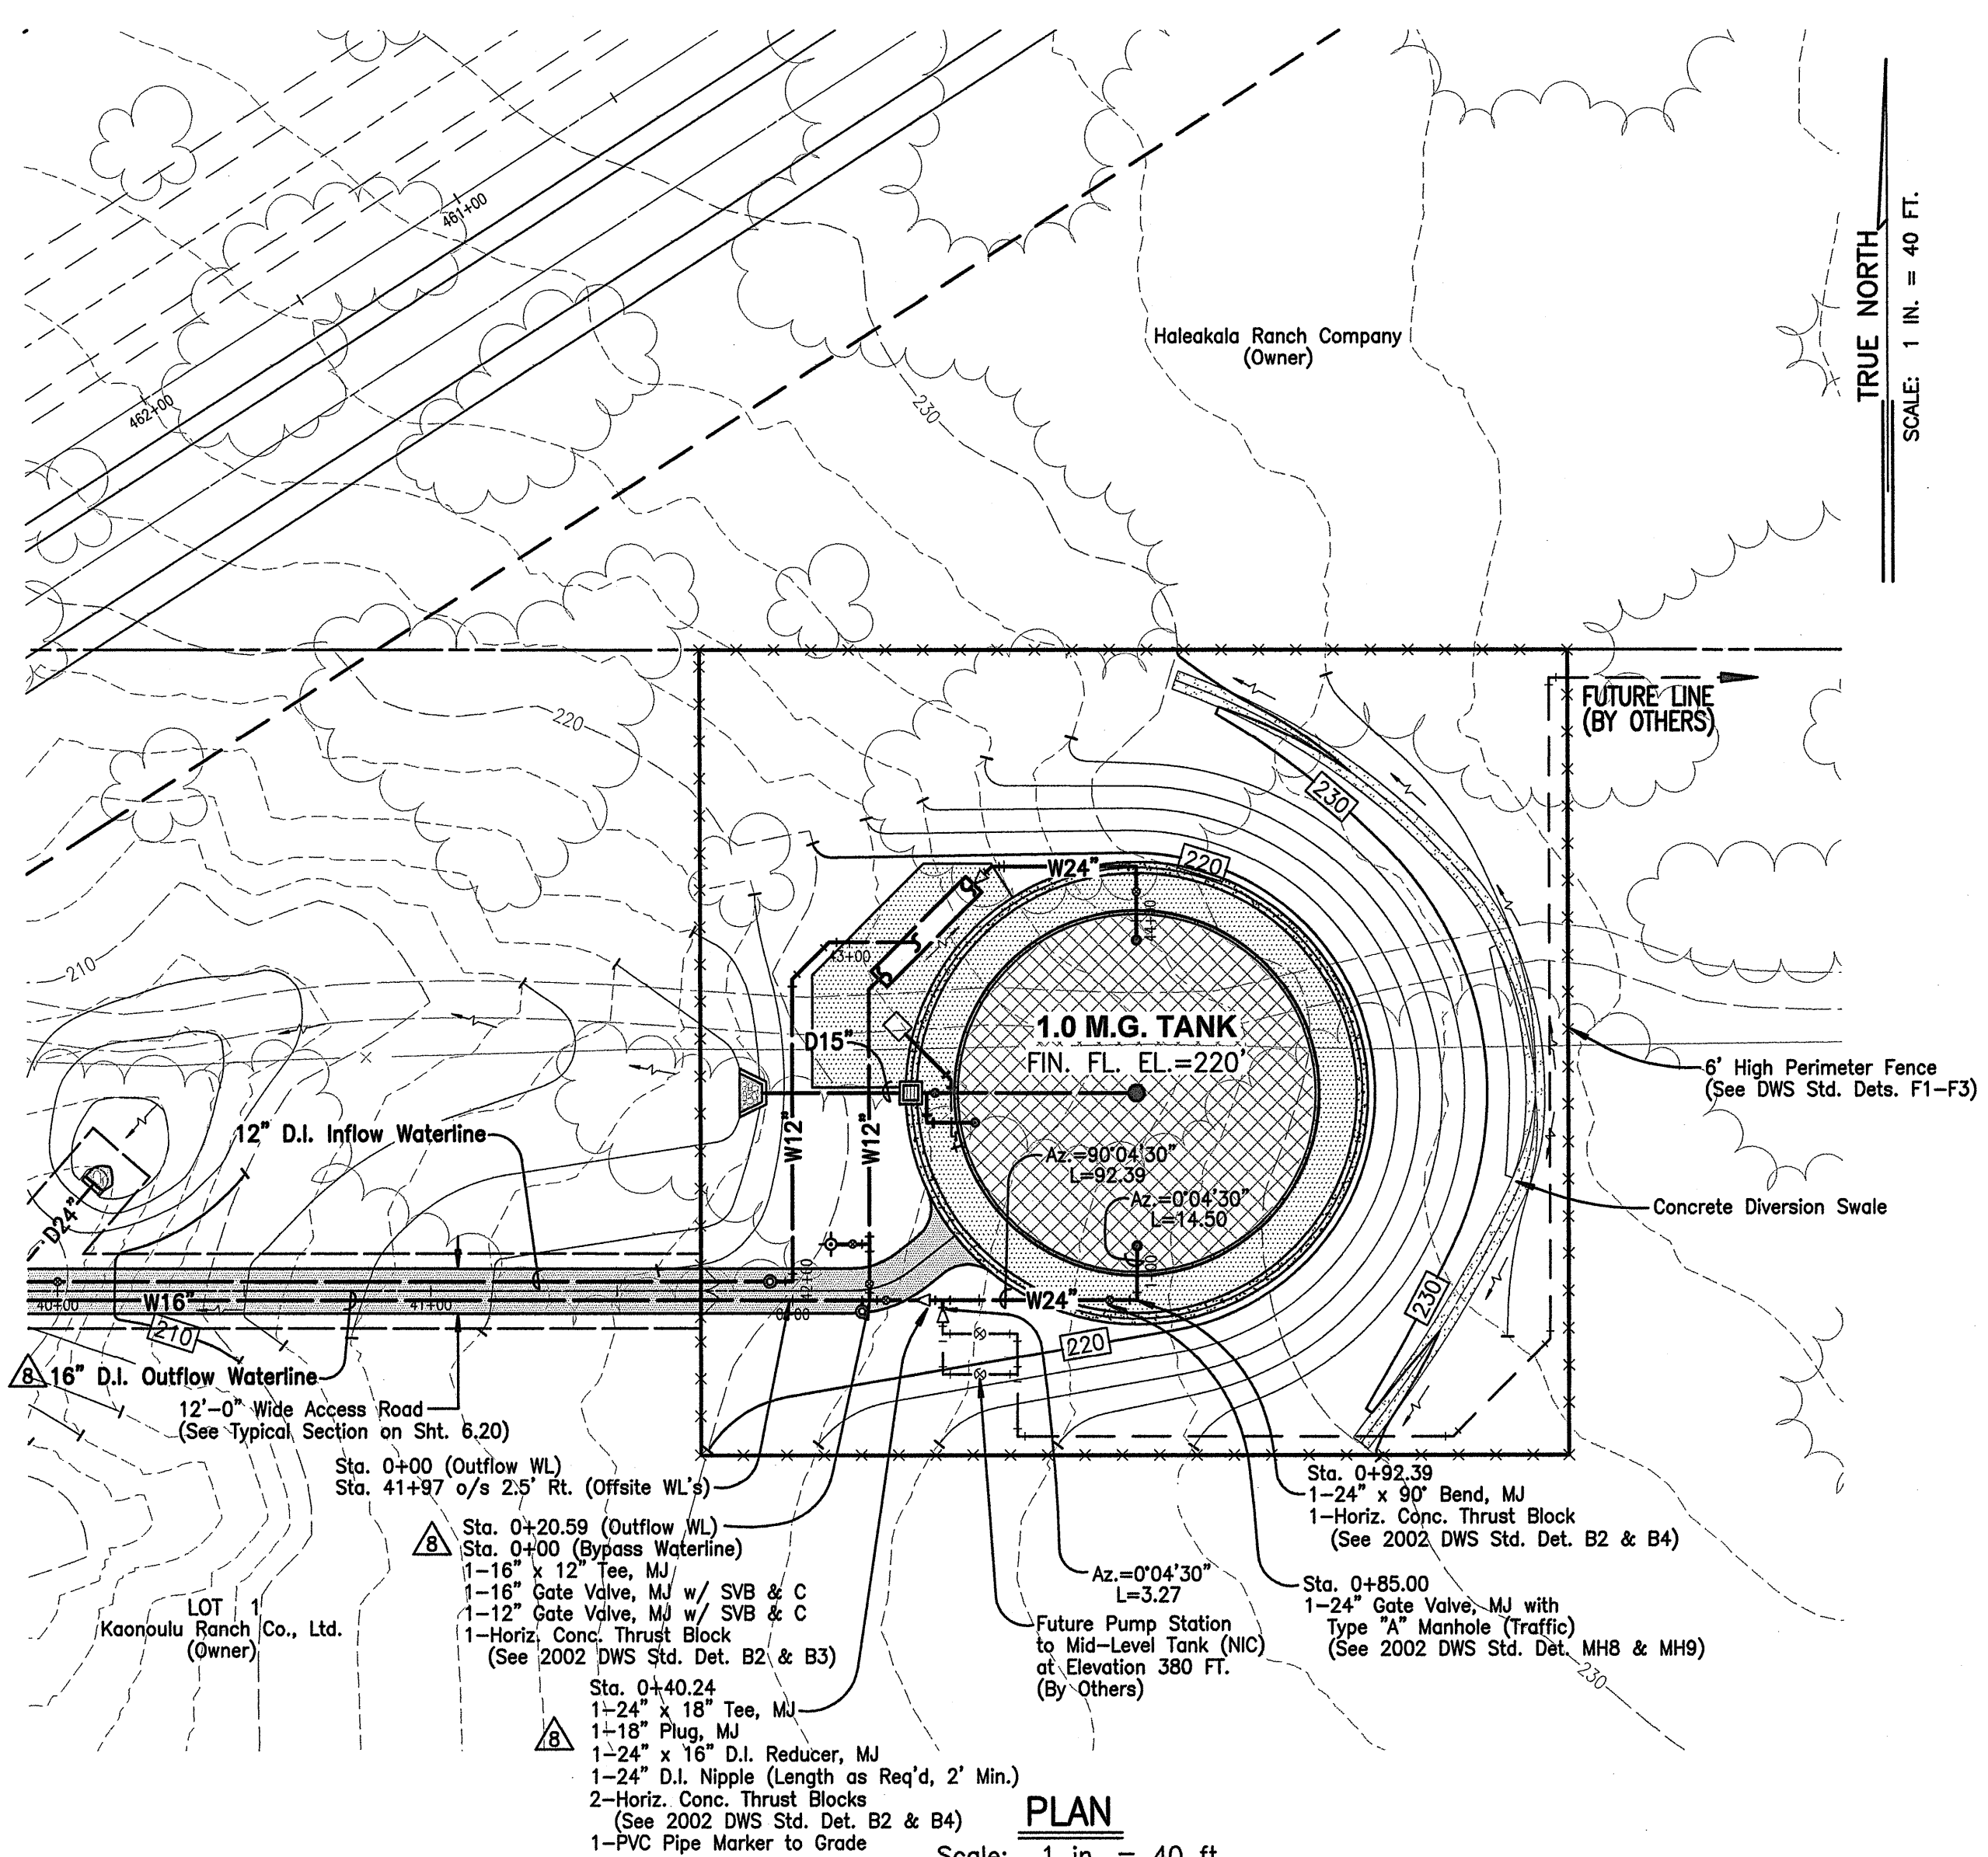 461+00
462+00
TRUE NORTH
SCALE: 1 IN. = 40 FT.
Haleakala Ranch Company
(Owner)
230
220
FUTURE LINE
(BY OTHERS)
230
220
W24"
44+00
43+00
210
1.0 M.G. TANK
FIN. FL. EL.=220'
D15"
6' High Perimeter Fence
(See DWS Std. Dets. F1-F3)
12" D.I. Inflow Waterline
W12"
W12"
Az.=90°04'30"
L=92.39
Az.=0°04'30"
L=14.50
Concrete Diversion Swale
D24"
40+00
W16"
41+00
42+00
0+00
W24"
230
210
220
8
16" D.I. Outflow Waterline
12'-0" Wide Access Road
(See Typical Section on Sht. 6.20)
Sta. 0+00 (Outflow WL)
Sta. 41+97 o/s 2.5' Rt. (Offsite WL's)
8
Sta. 0+20.59 (Outflow WL)
Sta. 0+00 (Bypass Waterline)
1-16" x 12" Tee, MJ
1-16" Gate Valve, MJ w/ SVB & C
1-12" Gate Valve, MJ w/ SVB & C
1-Horiz. Conc. Thrust Block
(See 2002 DWS Std. Det. B2 & B3)
LOT 1
Kaonoulu Ranch Co., Ltd.
(Owner)
8
Sta. 0+40.24
1-24" x 18" Tee, MJ
1-18" Plug, MJ
1-24" x 16" D.I. Reducer, MJ
1-24" D.I. Nipple (Length as Req'd, 2' Min.)
2-Horiz. Conc. Thrust Blocks
(See 2002 DWS Std. Det. B2 & B4)
1-PVC Pipe Marker to Grade
Az.=0°04'30"
L=3.27
Future Pump Station
to Mid-Level Tank (NIC)
at Elevation 380 FT.
(By Others)
Sta. 0+92.39
1-24" x 90° Bend, MJ
1-Horiz. Conc. Thrust Block
(See 2002 DWS Std. Det. B2 & B4)
Sta. 0+85.00
1-24" Gate Valve, MJ with
Type "A" Manhole (Traffic)
(See 2002 DWS Std. Det. MH8 & MH9)
230
PLAN
Scale: 1 in. = 40 ft.